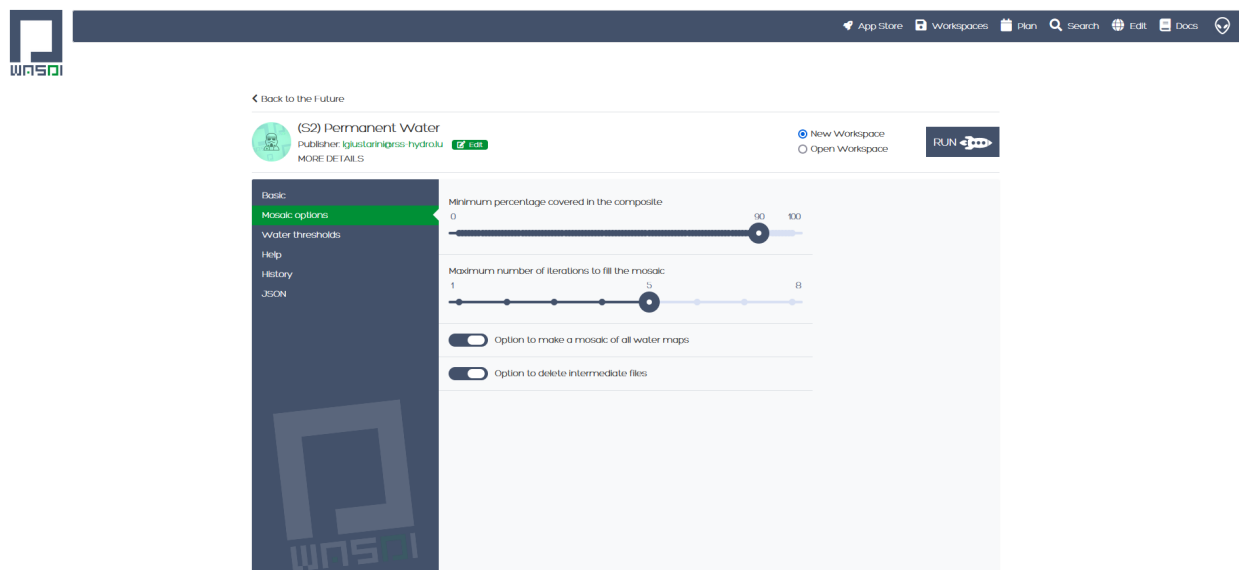 App Store Workspaces Plan Search Edit Docs
WASDI
Back to the Future
(S2) Permanent Water
Publisher: lgiustarini@rss-hydro.lu Edit
MORE DETAILS
New Workspace
Open Workspace
RUN
Basic
Mosaic options
Water thresholds
Help
History
JSON
Minimum percentage covered in the composite
0 90 100
Maximum number of iterations to fill the mosaic
1 5 8
Option to make a mosaic of all water maps
Option to delete intermediate files
WASDI